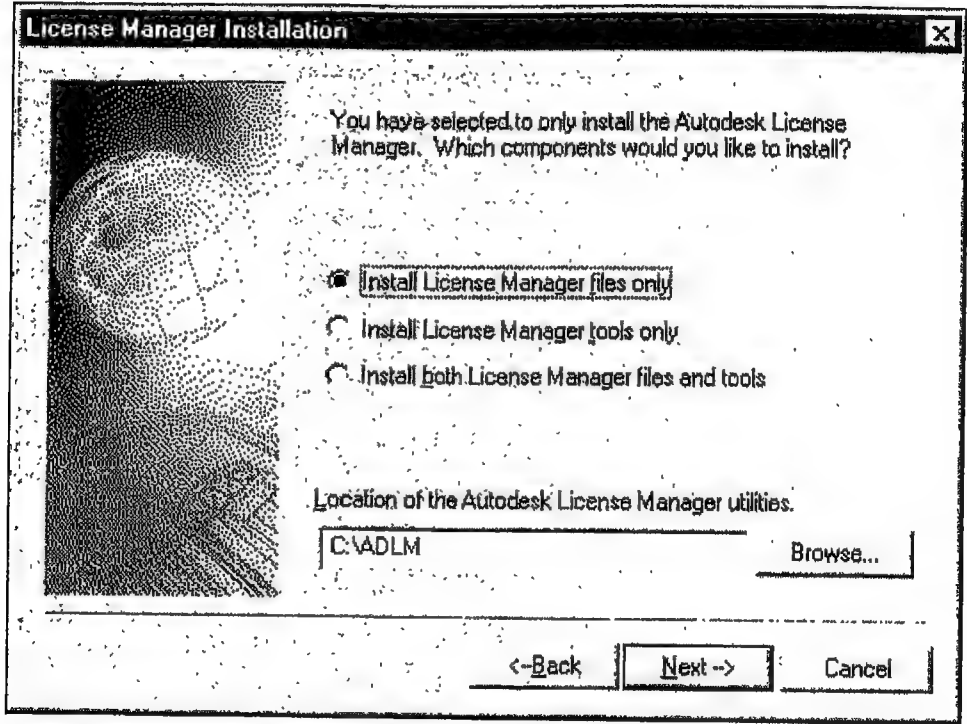 License Manager Installation
You have selected to only install the Autodesk License
Manager. Which components would you like to install?
Install License Manager files only
Install License Manager tools only
Install both License Manager files and tools
Location of the Autodesk License Manager utilities.
C:\ADLM
Browse...
<--Back
Next-->
Cancel